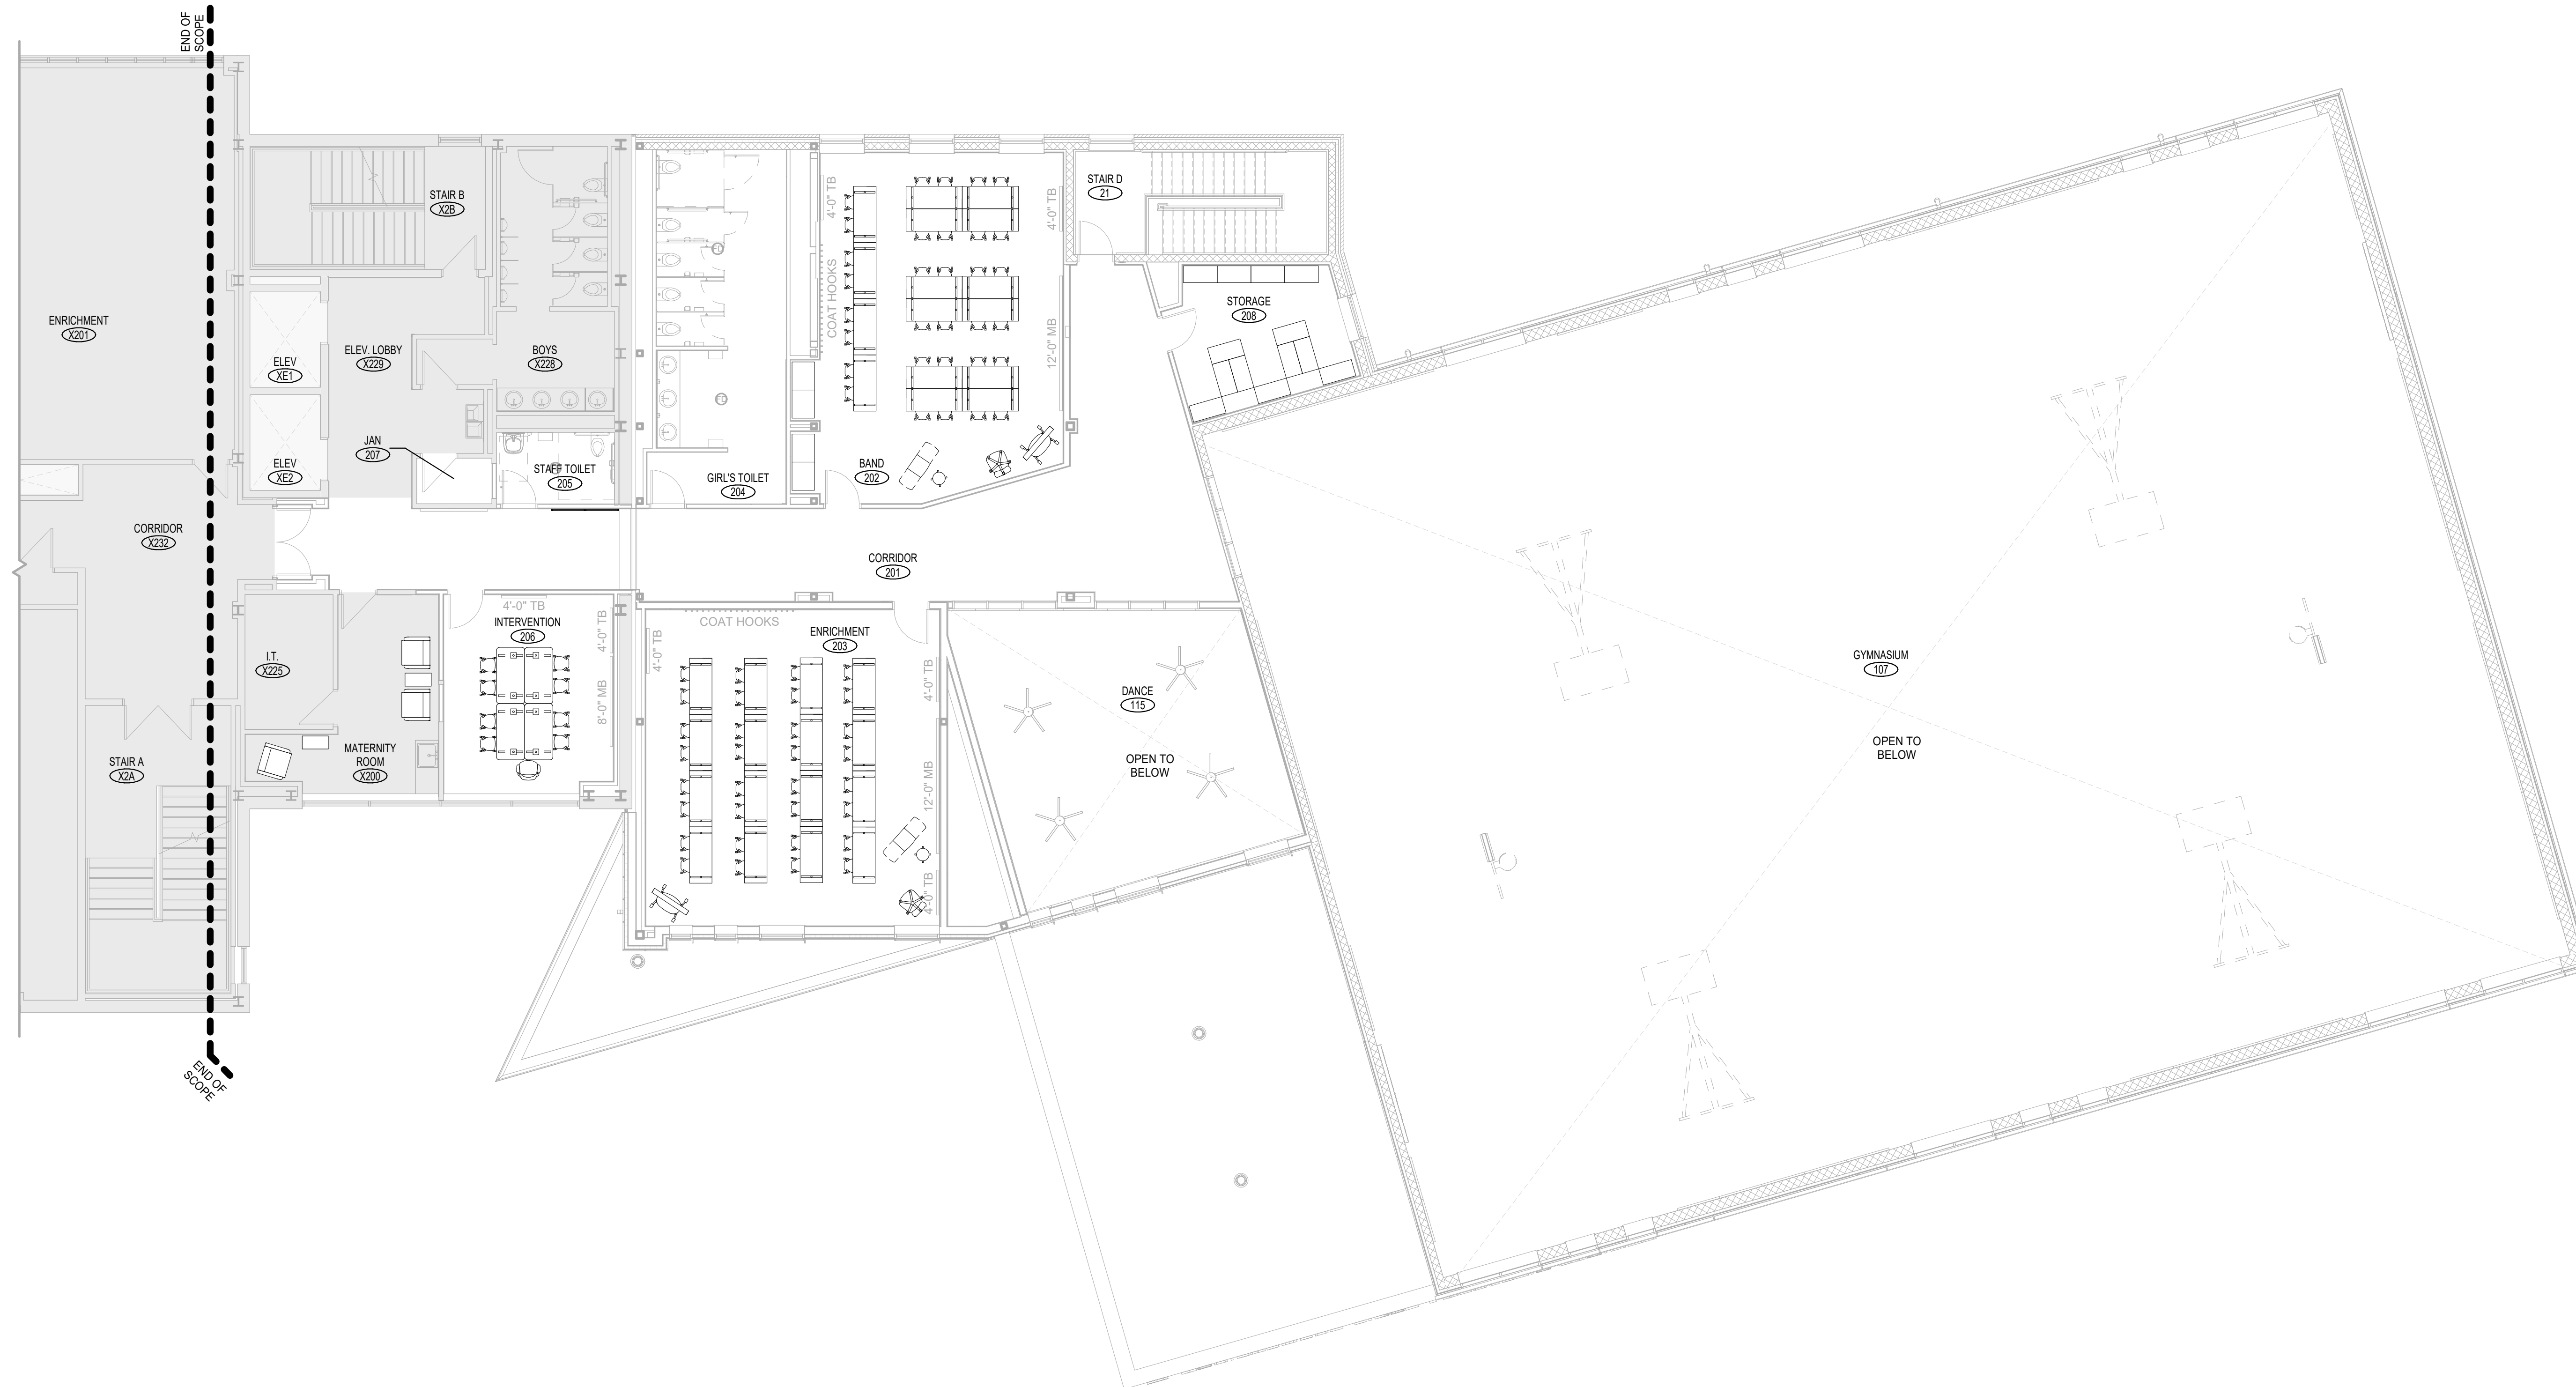 END OF
SCOPE
STAIR B
X2B
STAIR D
21
4'-0" TB
4'-0" TB
COAT HOOKS
12'-0" MB
ENRICHMENT
X201
ELEV
XE1
ELEV. LOBBY
X229
BOYS
X228
STORAGE
208
JAN
207
ELEV
XE2
STAFF TOILET
205
GIRL'S TOILET
204
BAND
202
FD
FD
CORRIDOR
X232
CORRIDOR
201
4'-0" TB
INTERVENTION
206
4'-0" TB
8'-0" MB
COAT HOOKS
4'-0" TB
ENRICHMENT
203
4'-0" TB
12'-0" MB
4'-0" TB
I.T.
X225
MATERNITY
ROOM
X200
STAIR A
X2A
DANCE
115
OPEN TO
BELOW
GYMNASIUM
107
OPEN TO
BELOW
END OF
SCOPE